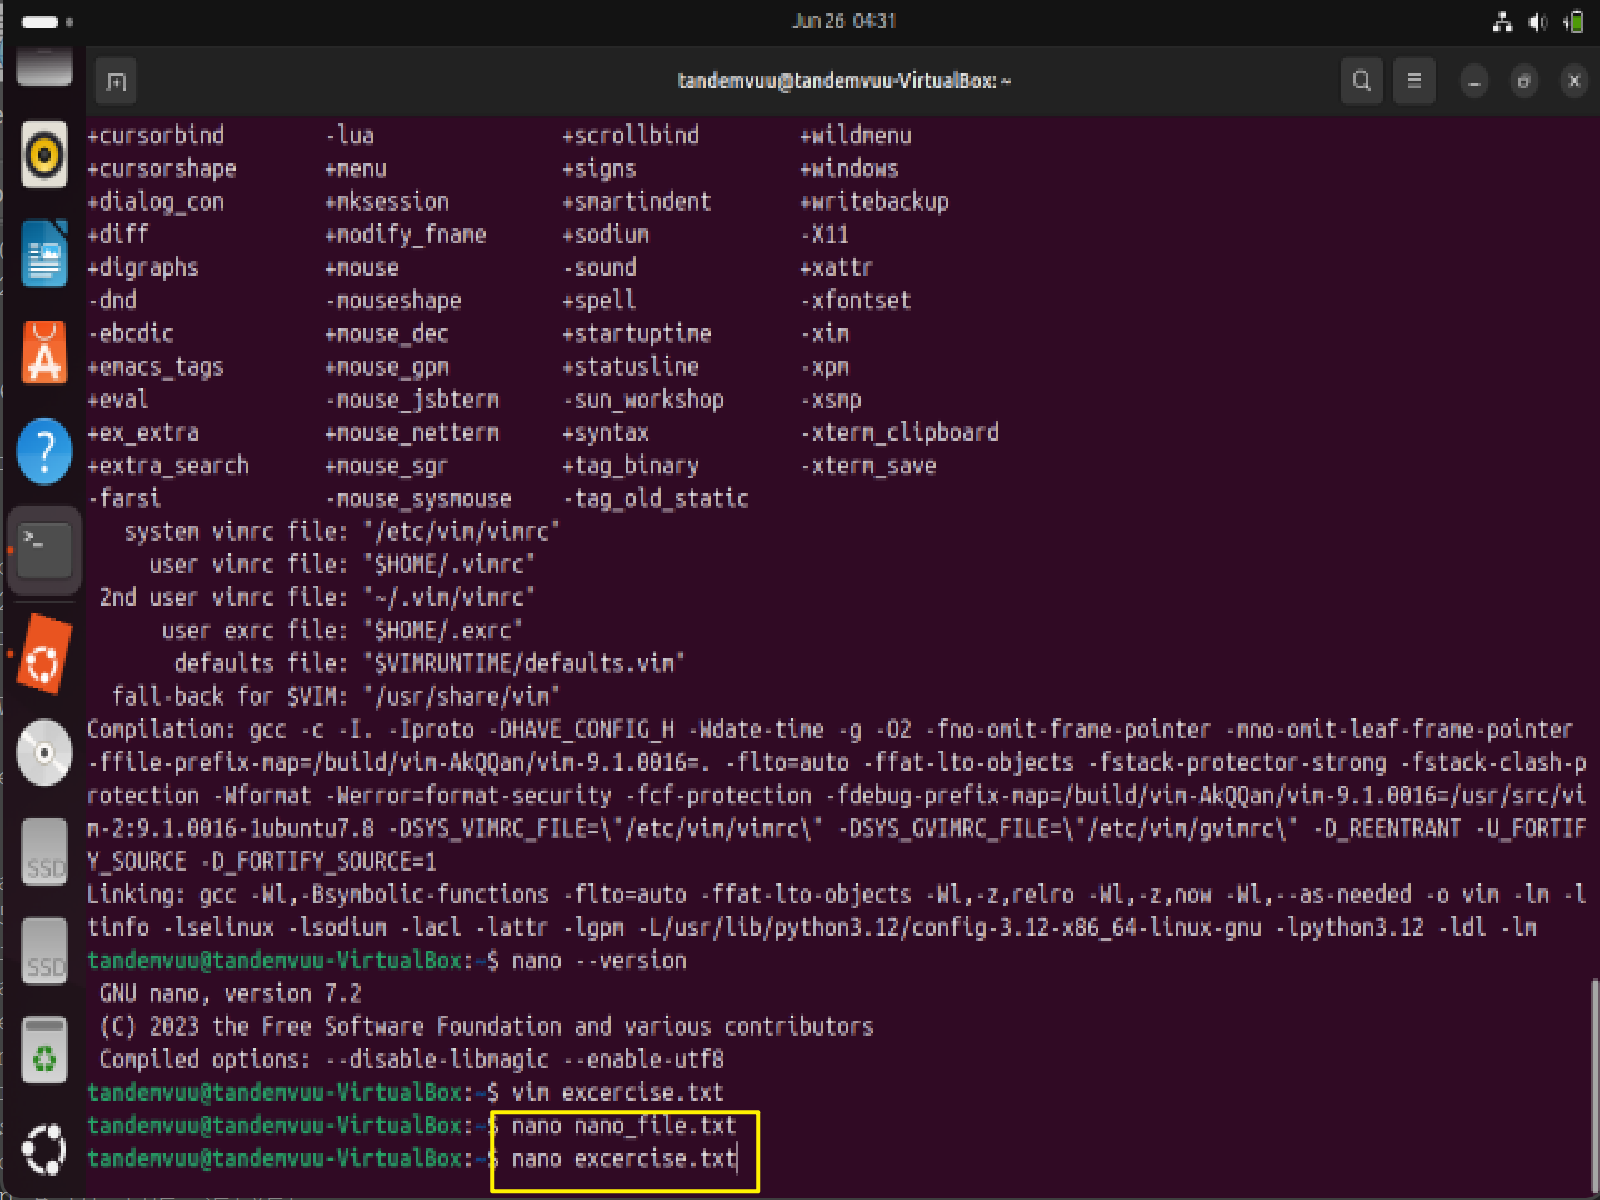 Jun 26 04:31
tandemvuu@tandemvuu-VirtualBox: ~
+cursorbind -lua +scrollbind +wildmenu
+cursorshape +menu +signs +windows
+dialog_con +mksession +smartindent +writebackup
+diff +modify_fname +sodium -X11
+digraphs +mouse -sound +xattr
-dnd -mouseshape +spell -xfontset
-ebcdic +mouse_dec +startuptime -xim
+emacs_tags +mouse_gpm +statusline -xpm
+eval -mouse_jsbterm -sun_workshop -xsmp
+ex_extra +mouse_netterm +syntax -xterm_clipboard
+extra_search +mouse_sgr +tag_binary -xterm_save
-farsi -mouse_sysmouse -tag_old_static
system vimrc file: "/etc/vim/vimrc"
user vimrc file: "$HOME/.vimrc"
2nd user vimrc file: "~/.vim/vimrc"
user exrc file: "$HOME/.exrc"
defaults file: "$VIMRUNTIME/defaults.vim"
fall-back for $VIM: "/usr/share/vim"
Compilation: gcc -c -I. -Iproto -DHAVE_CONFIG_H -Wdate-time -g -O2 -fno-omit-frame-pointer -mno-omit-leaf-frame-pointer
-ffile-prefix-map=/build/vim-AkQQan/vim-9.1.0016=. -flto=auto -ffat-lto-objects -fstack-protector-strong -fstack-clash-p
rotection -Wformat -Werror=format-security -fcf-protection -fdebug-prefix-map=/build/vim-AkQQan/vim-9.1.0016=/usr/src/vi
m-2:9.1.0016-1ubuntu7.8 -DSYS_VIMRC_FILE=\"/etc/vim/vimrc\" -DSYS_GVIMRC_FILE=\"/etc/vim/gvimrc\" -D_REENTRANT -U_FORTIF
Y_SOURCE -D_FORTIFY_SOURCE=1
Linking: gcc -Wl,-Bsymbolic-functions -flto=auto -ffat-lto-objects -Wl,-z,relro -Wl,-z,now -Wl,--as-needed -o vim -lm -l
tinfo -lselinux -lsodium -lacl -lattr -lgpm -L/usr/lib/python3.12/config-3.12-x86_64-linux-gnu -lpython3.12 -ldl -lm
tandemvuu@tandemvuu-VirtualBox:~$ nano --version
GNU nano, version 7.2
(C) 2023 the Free Software Foundation and various contributors
Compiled options: --disable-libmagic --enable-utf8
tandemvuu@tandemvuu-VirtualBox:~$ vim excercise.txt
tandemvuu@tandemvuu-VirtualBox:~$ nano nano_file.txt
tandemvuu@tandemvuu-VirtualBox:~$ nano excercise.txt
SSD
SSD